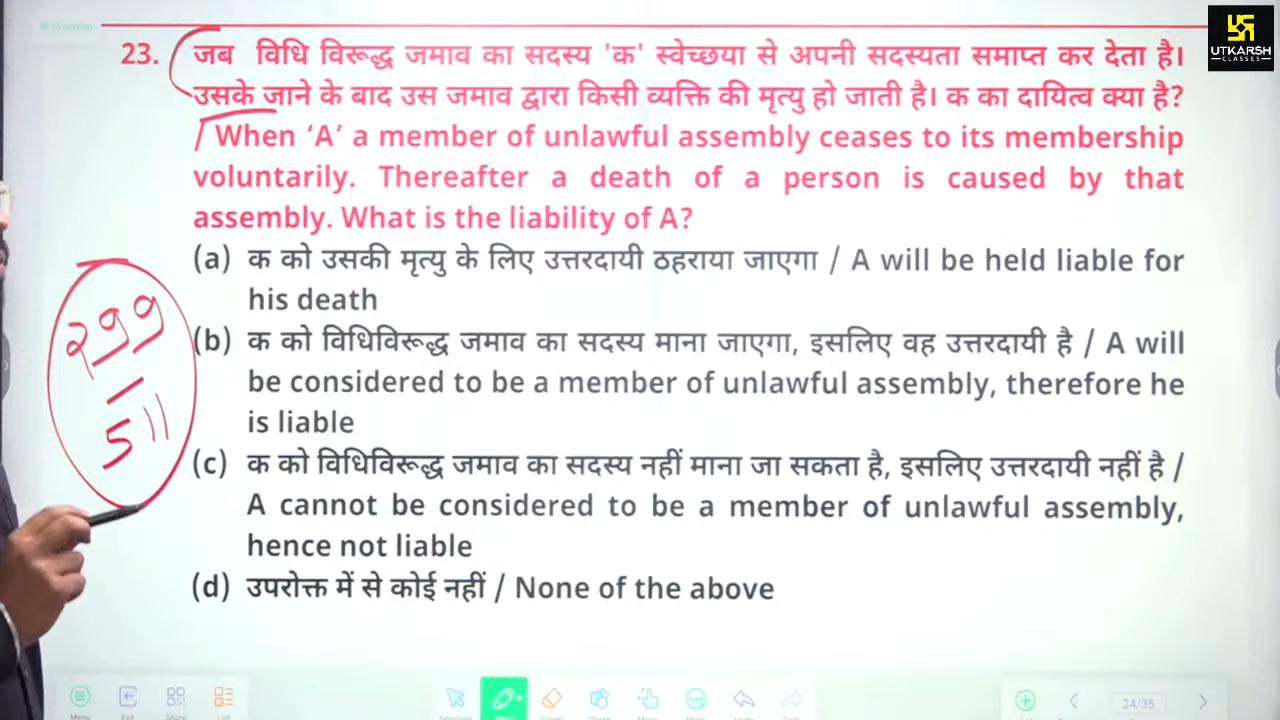 UTKARSH
CLASSES
23. जब विधि विरूद्ध जमाव का सदस्य 'क' स्वेच्छया से अपनी सदस्यता समाप्त कर देता है।
उसके जाने के बाद उस जमाव द्वारा किसी व्यक्ति की मृत्यु हो जाती है। क का दायित्व क्या है?
/ When ‘A’ a member of unlawful assembly ceases to its membership
voluntarily. Thereafter a death of a person is caused by that
assembly. What is the liability of A?
(a) क को उसकी मृत्यु के लिए उत्तरदायी ठहराया जाएगा / A will be held liable for
his death
299
511
(b) क को विधिविरूद्ध जमाव का सदस्य माना जाएगा, इसलिए वह उत्तरदायी है / A will
be considered to be a member of unlawful assembly, therefore he
is liable
(c) क को विधिविरूद्ध जमाव का सदस्य नहीं माना जा सकता है, इसलिए उत्तरदायी नहीं है /
A cannot be considered to be a member of unlawful assembly,
hence not liable
(d) उपरोक्त में से कोई नहीं / None of the above
Menu Exit Share
24/35